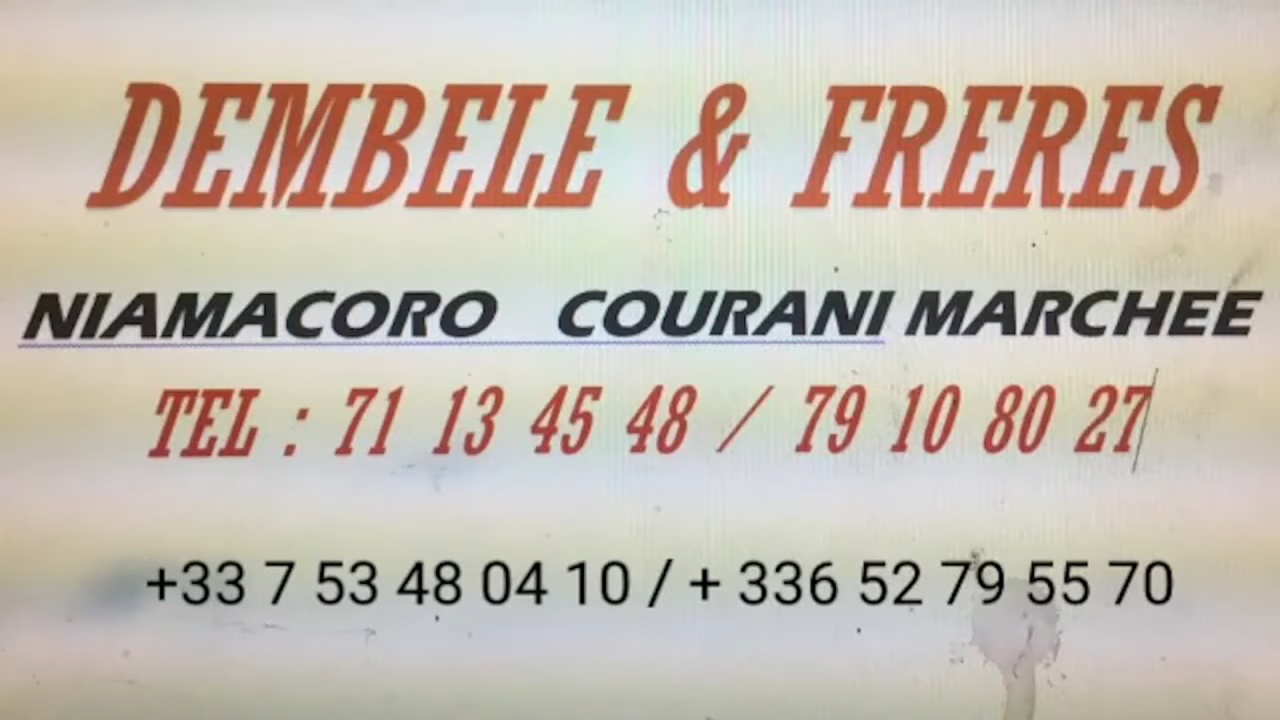 DEMBELE & FRERES
NIAMACORO COURANI MARCHEE
TEL : 71 13 45 48 / 79 10 80 27
+33 7 53 48 04 10 / + 336 52 79 55 70